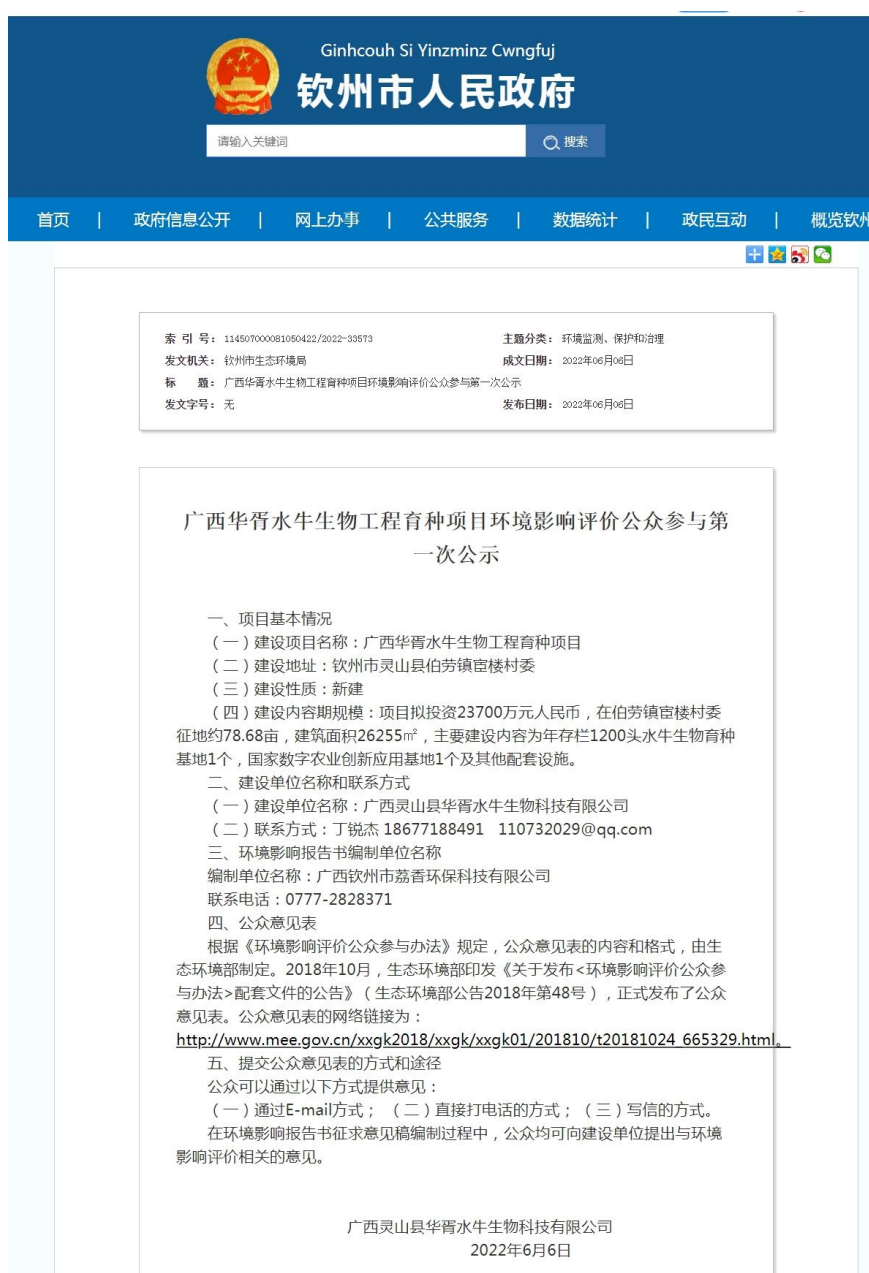 Ginhcouh Si Yinzminz Cwngfuj
钦州市人民政府
请输入关键词
搜索
首页 | 政府信息公开 | 网上办事 | 公共服务 | 数据统计 | 政民互动 | 概览钦州
索 引 号： 114507000081050422/2022-33573 主题分类： 环境监测、保护和治理
发文机关： 钦州市生态环境局 成文日期： 2022年06月06日
标 题： 广西华胥水牛生物工程育种项目环境影响评价公众参与第一次公示
发文字号： 无 发布日期： 2022年06月06日
广西华胥水牛生物工程育种项目环境影响评价公众参与第
一次公示
一、项目基本情况
（一）建设项目名称：广西华胥水牛生物工程育种项目
（二）建设地址：钦州市灵山县伯劳镇宦楼村委
（三）建设性质：新建
（四）建设内容期规模：项目拟投资23700万元人民币，在伯劳镇宦楼村委
征地约78.68亩，建筑面积26255㎡，主要建设内容为年存栏1200头水牛生物育种
基地1个，国家数字农业创新应用基地1个及其他配套设施。
二、建设单位名称和联系方式
（一）建设单位名称：广西灵山县华胥水牛生物科技有限公司
（二）联系方式：丁锐杰 18677188491 110732029@qq.com
三、环境影响报告书编制单位名称
编制单位名称：广西钦州市荔香环保科技有限公司
联系电话：0777-2828371
四、公众意见表
根据《环境影响评价公众参与办法》规定，公众意见表的内容和格式，由生
态环境部制定。2018年10月，生态环境部印发《关于发布<环境影响评价公众参
与办法>配套文件的公告》（生态环境部公告2018年第48号），正式发布了公众
意见表。公众意见表的网络链接为：
http://www.mee.gov.cn/xxgk2018/xxgk/xxgk01/201810/t20181024_665329.html。
五、提交公众意见表的方式和途径
公众可以通过以下方式提供意见：
（一）通过E-mail方式；（二）直接打电话的方式；（三）写信的方式。
在环境影响报告书征求意见稿编制过程中，公众均可向建设单位提出与环境
影响评价相关的意见。
广西灵山县华胥水牛生物科技有限公司
2022年6月6日